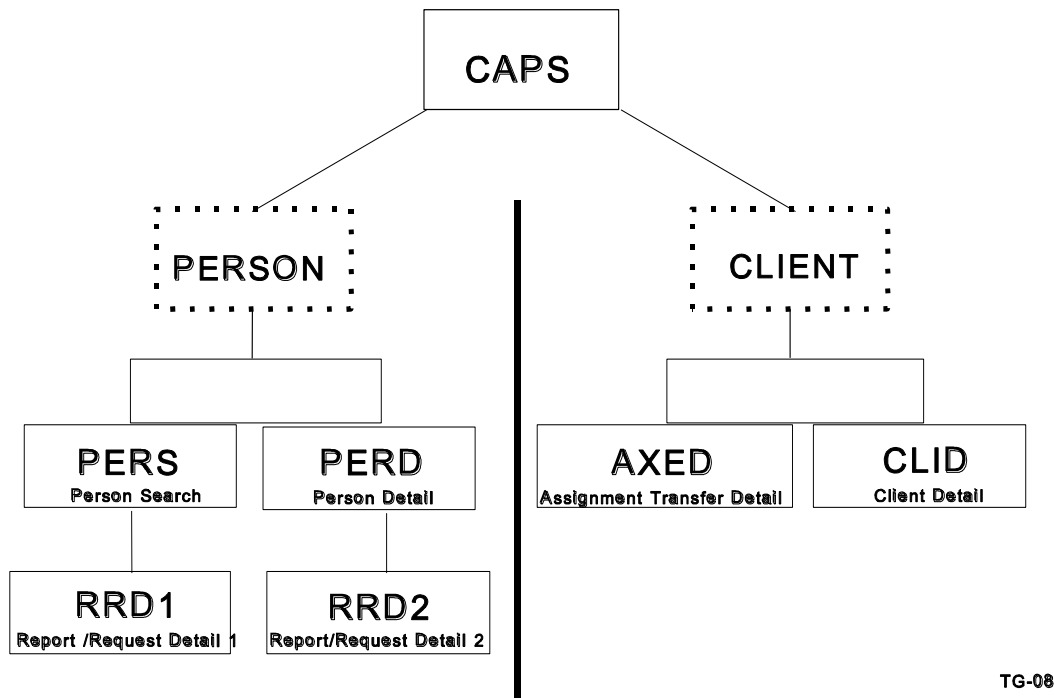 CAPS
PERSON
CLIENT
PERS
Person Search
PERD
Person Detail
AXED
Assignment Transfer Detail
CLID
Client Detail
RRD1
Report /Request Detail 1
RRD2
Report/Request Detail 2
TG-08